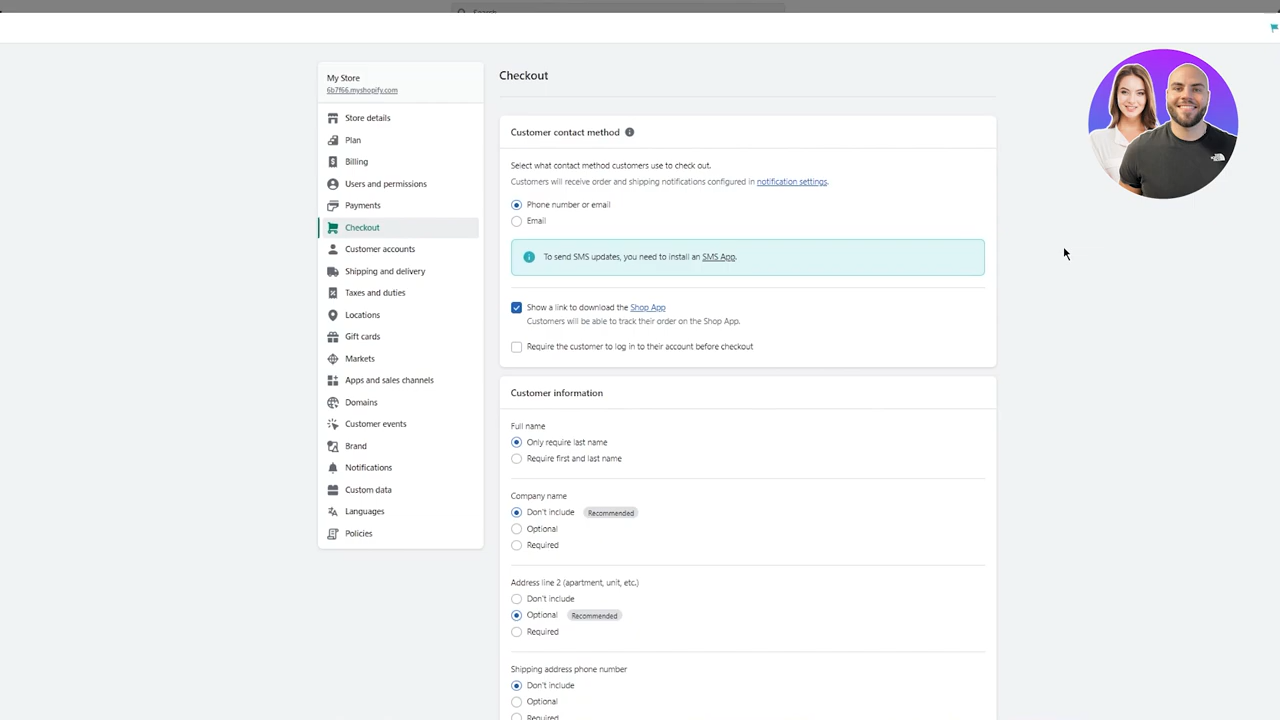 Search
My Store
6b7f66.myshopify.com
Store details
Plan
Billing
Users and permissions
Payments
Checkout
Customer accounts
Shipping and delivery
Taxes and duties
Locations
Gift cards
Markets
Apps and sales channels
Domains
Customer events
Brand
Notifications
Custom data
Languages
Policies
Checkout
Customer contact method
Select what contact method customers use to check out.
Customers will receive order and shipping notifications configured in notification settings.
Phone number or email
Email
To send SMS updates, you need to install an SMS App.
Show a link to download the Shop App
Customers will be able to track their order on the Shop App.
Require the customer to log in to their account before checkout
Customer information
Full name
Only require last name
Require first and last name
Company name
Don't include Recommended
Optional
Required
Address line 2 (apartment, unit, etc.)
Don't include
Optional Recommended
Required
Shipping address phone number
Don't include
Optional
Required